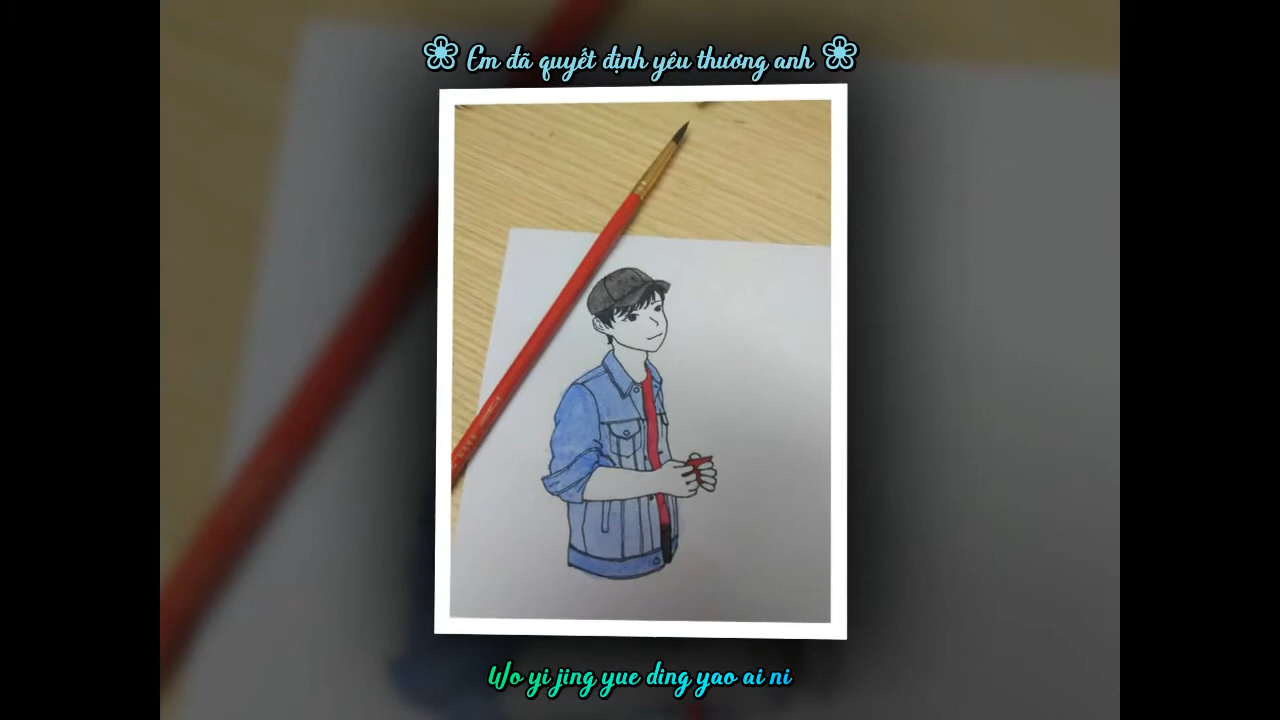 Em đã quyết định yêu thương anh
Wo yi jing yue ding yao ai ni